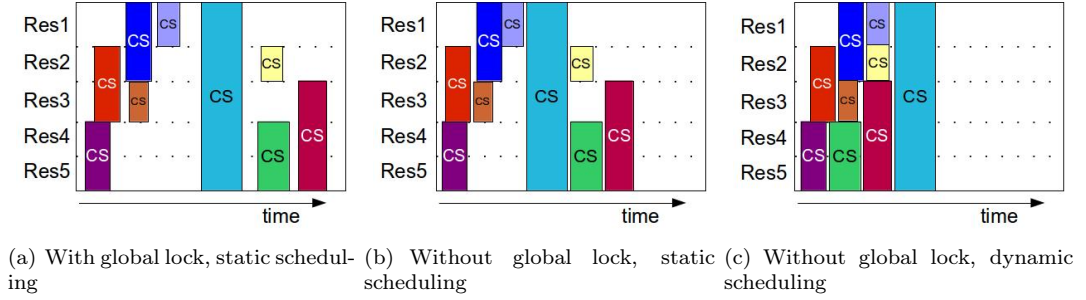 Res1
Res2
Res3
Res4
Res5
CS
CS
CS
CS
CS
CS
CS
CS
CS
time
(a) With global lock, static schedul-
ing
Res1
Res2
Res3
Res4
Res5
CS
CS
CS
CS
CS
CS
CS
CS
CS
time
(b) Without global lock, static
scheduling
Res1
Res2
Res3
Res4
Res5
CS
CS
CS
CS
CS
CS
CS
CS
CS
time
(c) Without global lock, dynamic
scheduling